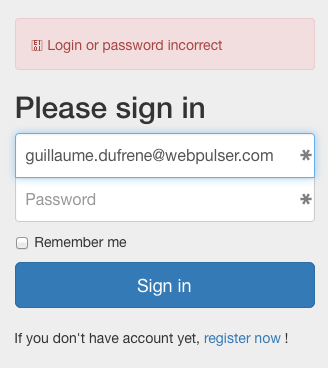 Login or password incorrect
Please sign in
guillaume.dufrene@webpulser.com *
Password *
Remember me
Sign in
If you don't have account yet, register now !